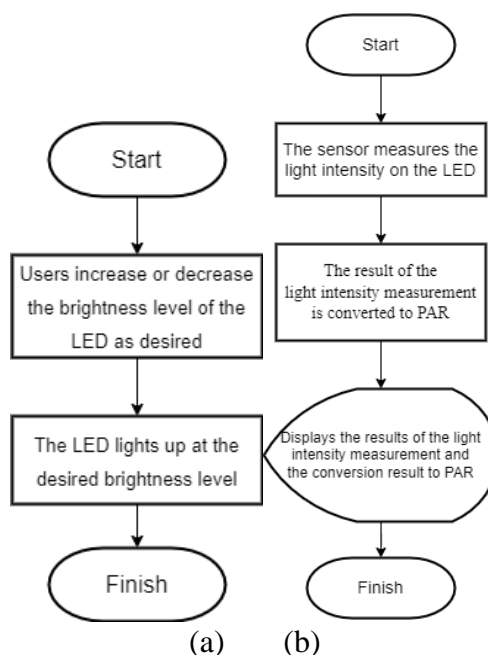 Start
Users increase or decrease
the brightness level of the
LED as desired
The LED lights up at the
desired brightness level
Finish
(a)
Start
The sensor measures the
light intensity on the LED
The result of the
light intensity measurement
is converted to PAR
Displays the results of the light
intensity measurement and
the conversion result to PAR
Finish
(b)